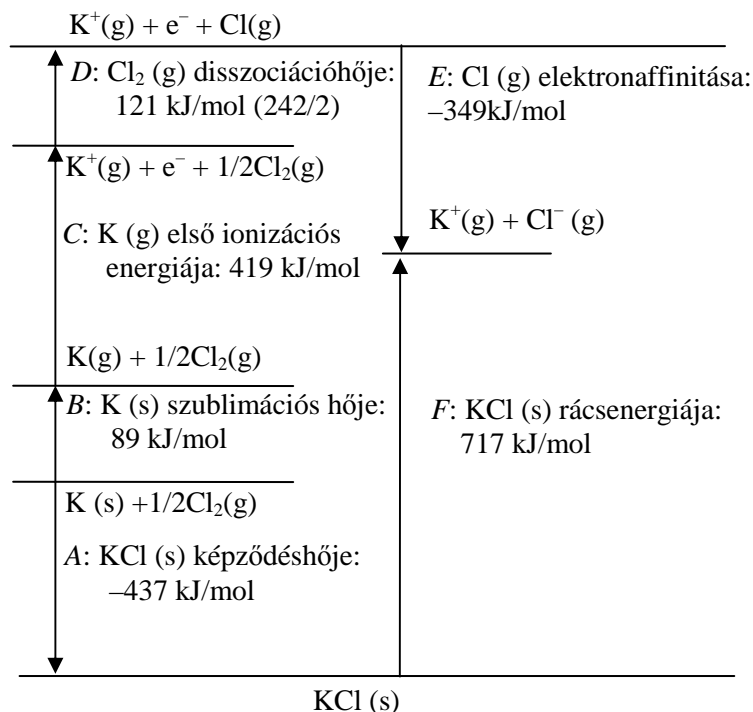 K⁺(g) + e⁻ + Cl(g)
D: Cl₂ (g) disszociációhője:
121 kJ/mol (242/2)
E: Cl (g) elektronaffinitása:
–349kJ/mol
K⁺(g) + e⁻ + 1/2Cl₂(g)
K⁺(g) + Cl⁻ (g)
C: K (g) első ionizációs
energiája: 419 kJ/mol
K(g) + 1/2Cl₂(g)
B: K (s) szublimációs hője:
89 kJ/mol
F: KCl (s) rácsenergiája:
717 kJ/mol
K (s) +1/2Cl₂(g)
A: KCl (s) képződéshője:
–437 kJ/mol
KCl (s)